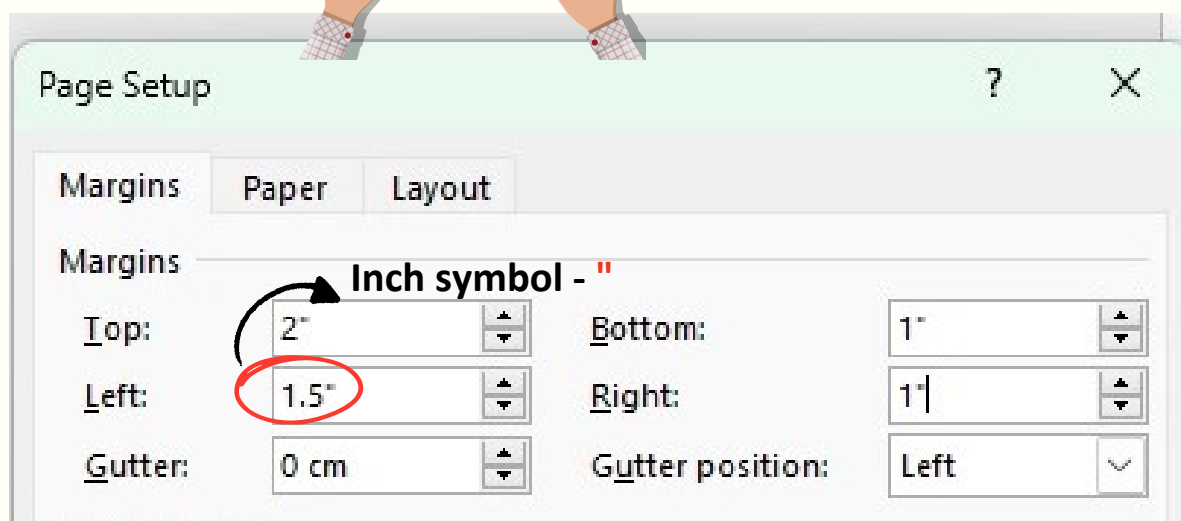 Page Setup ? X
Margins Paper Layout
Margins
Inch symbol - "
Top: 2" Bottom: 1"
Left: 1.5" Right: 1"
Gutter: 0 cm Gutter position: Left